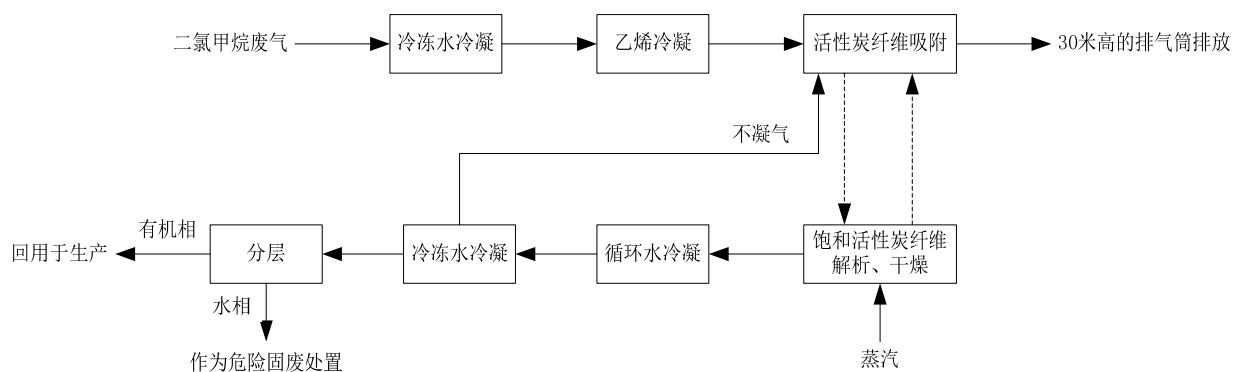 二氯甲烷废气
冷冻水冷凝
乙烯冷凝
活性炭纤维吸附
30米高的排气筒排放
不凝气
回用于生产
有机相
分层
冷冻水冷凝
循环水冷凝
饱和活性炭纤维
解析、干燥
水相
作为危险固废处置
蒸汽